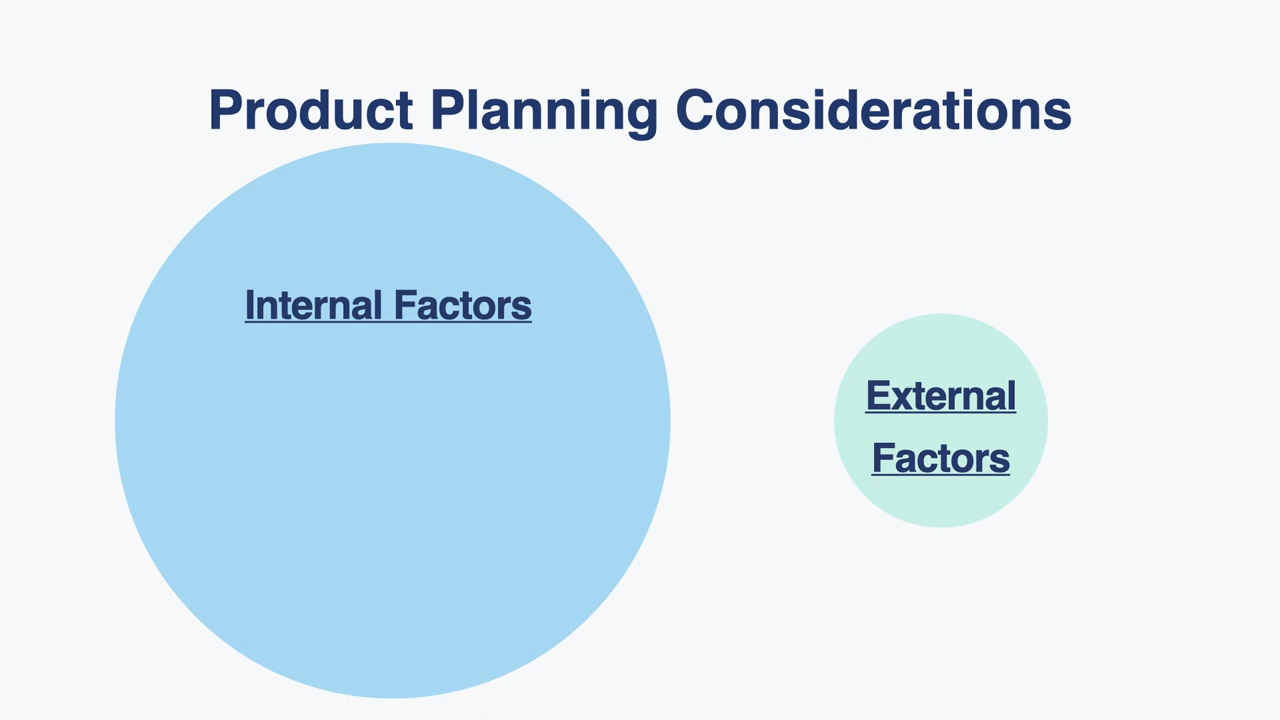 Product Planning Considerations
Internal Factors
External
Factors